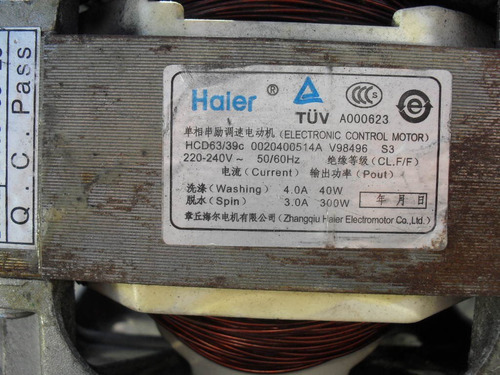 Q.C.Pass
Haier ®
TÜV A000623
单相串励调速电动机 (ELECTRONIC CONTROL MOTOR)
HCD63/39c 0020400514A V98496 S3
220-240V~ 50/60Hz 绝缘等级(CL.F/F)
电流(Current) 输出功率(Pout)
洗涤(Washing) 4.0A 40W
脱水(Spin) 3.0A 300W 年 月 日
章丘海尔电机有限公司(Zhangqiu Haier Electromotor Co.,Ltd.)